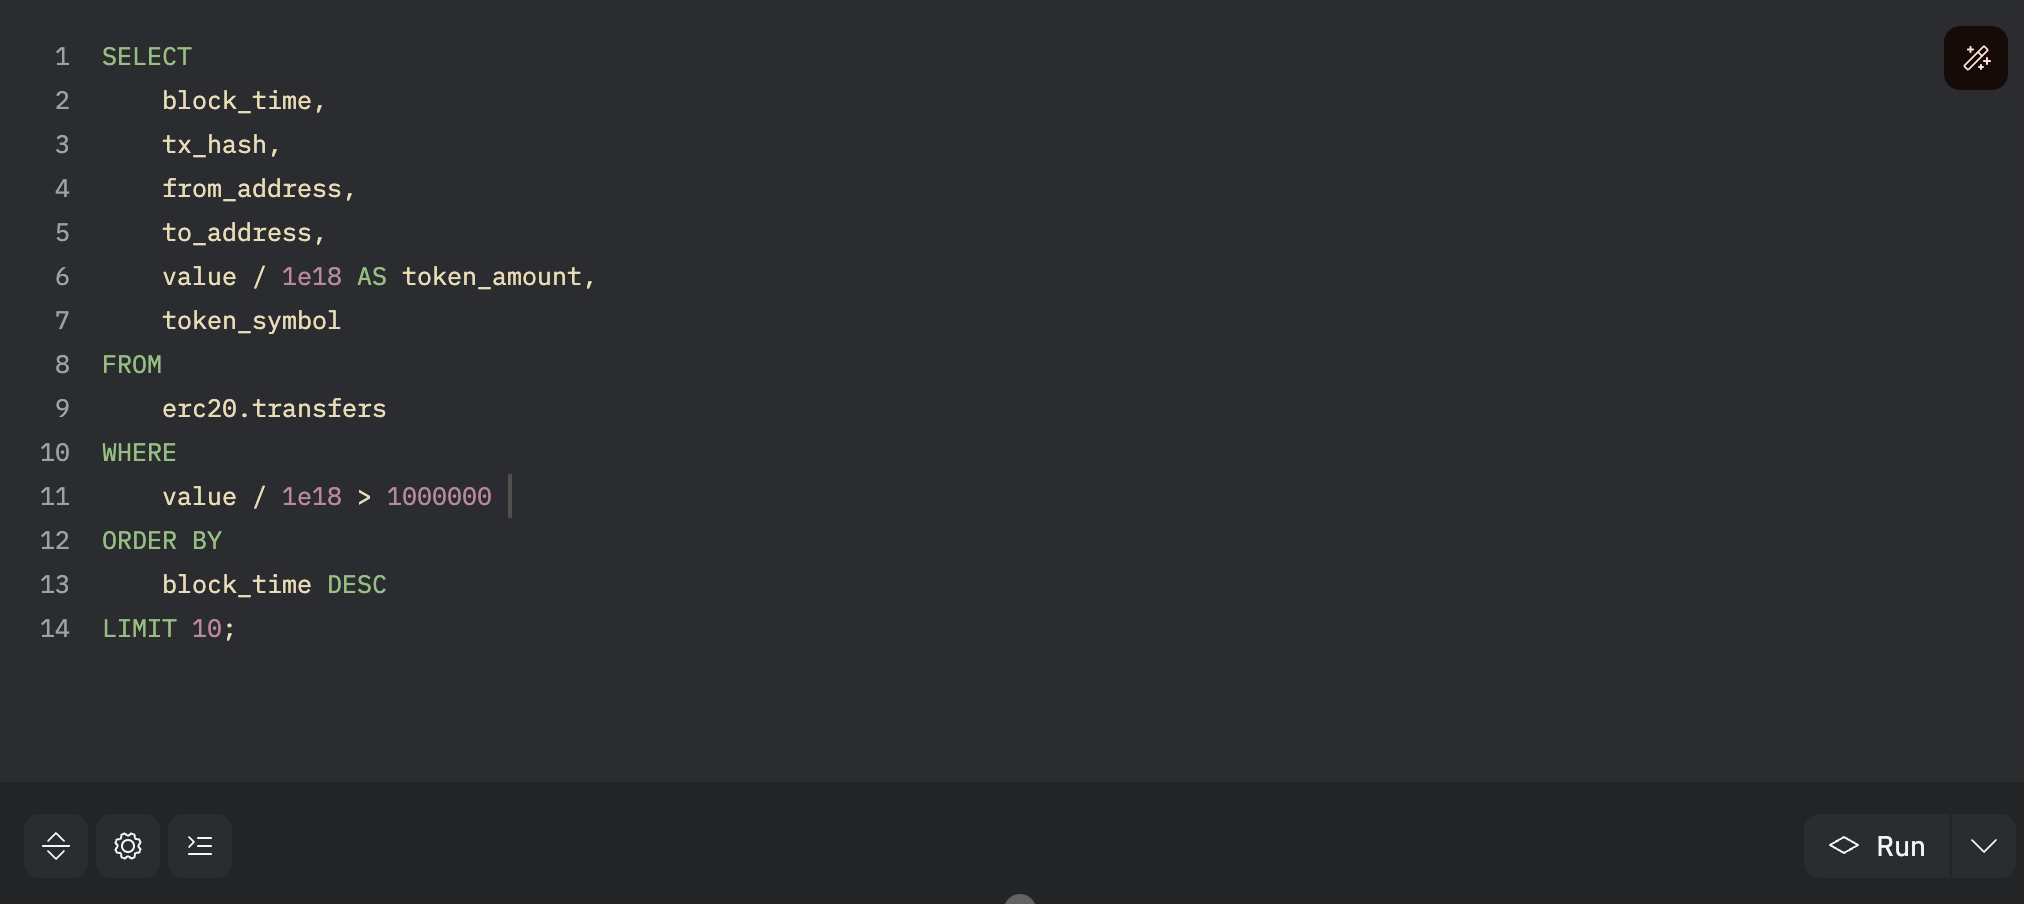 1 SELECT
2     block_time,
3     tx_hash,
4     from_address,
5     to_address,
6     value / 1e18 AS token_amount,
7     token_symbol
8 FROM
9     erc20.transfers
10 WHERE
11     value / 1e18 > 1000000
12 ORDER BY
13     block_time DESC
14 LIMIT 10;
Run